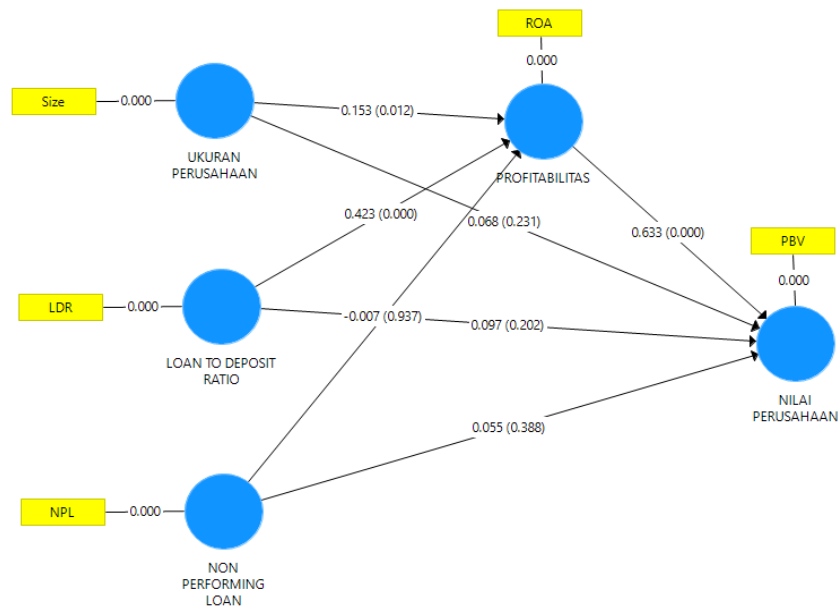 ROA
0.000
Size
0.000
0.153 (0.012)
UKURAN
PERUSAHAAN
PROFITABILITAS
0.423 (0.000)
0.068 (0.231)
0.633 (0.000)
PBV
0.000
LDR
0.000
-0.007 (0.937)
0.097 (0.202)
LOAN TO DEPOSIT
RATIO
NILAI
PERUSAHAAN
0.055 (0.388)
NPL
0.000
NON
PERFORMING
LOAN